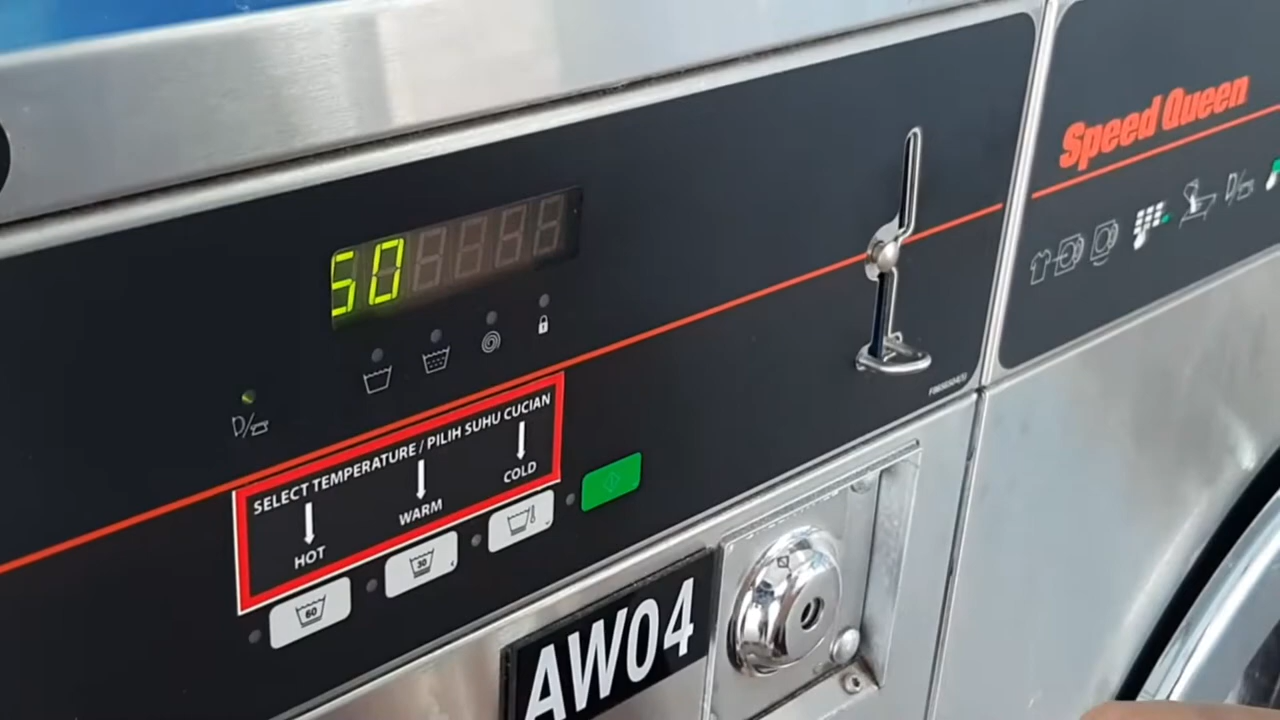 Speed Queen
50
SELECT TEMPERATURE / PILIH SUHU CUCIAN
HOT
WARM
COLD
60
30
AW04